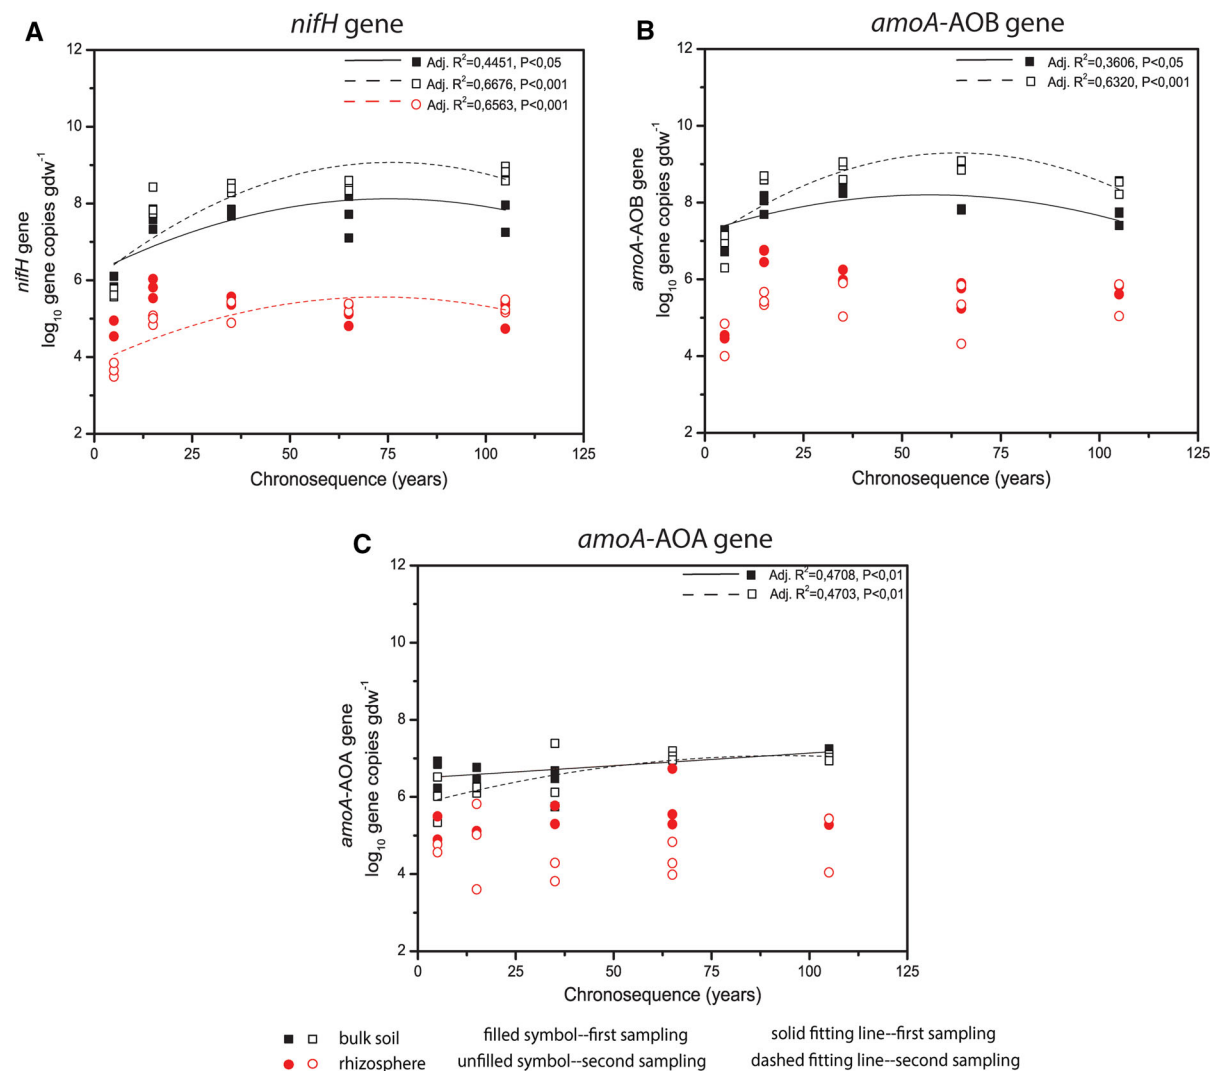 A
nifH gene
Adj. R²=0,4451, P<0,05
Adj. R²=0,6676, P<0,001
Adj. R²=0,6563, P<0,001
12
10
8
6
4
2
nifH gene
log₁₀ gene copies gdw⁻¹
0 25 50 75 100 125
Chronosequence (years)
B
amoA-AOB gene
Adj. R²=0,3606, P<0,05
Adj. R²=0,6320, P<0,001
12
10
8
6
4
2
amoA-AOB gene
log₁₀ gene copies gdw⁻¹
0 25 50 75 100 125
Chronosequence (years)
C
amoA-AOA gene
Adj. R²=0,4708, P<0,01
Adj. R²=0,4703, P<0,01
12
10
8
6
4
2
amoA-AOA gene
log₁₀ gene copies gdw⁻¹
0 25 50 75 100 125
Chronosequence (years)
bulk soil filled symbol--first sampling solid fitting line--first sampling
rhizosphere unfilled symbol--second sampling dashed fitting line--second sampling